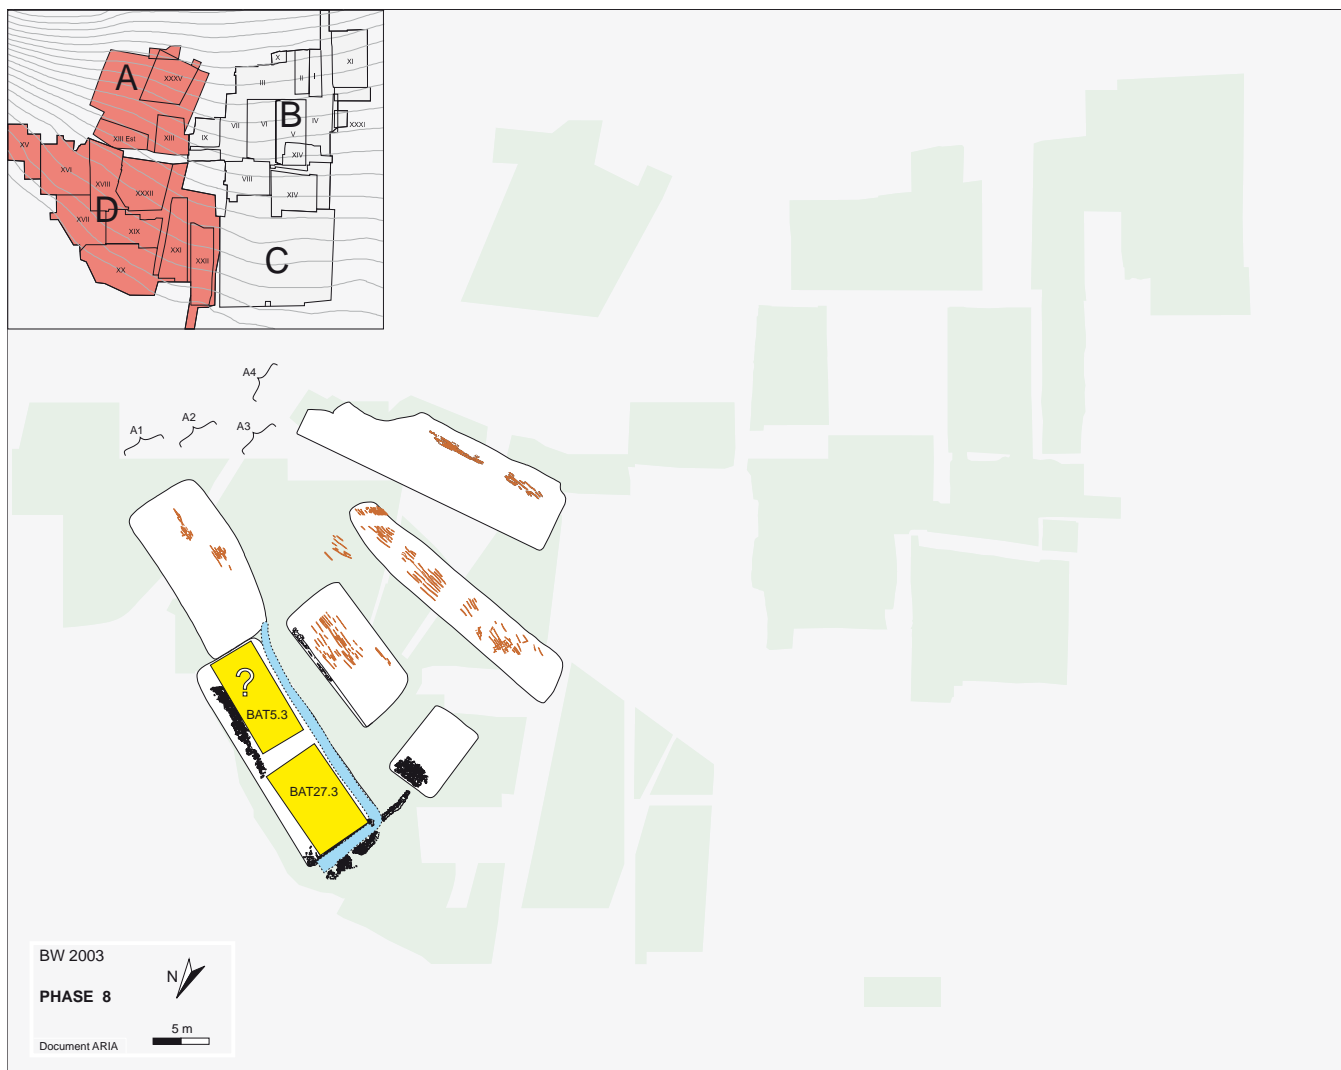 A
XXXV
X
III
II
I
XI
B
IX
VII
VI
V
IV
XXXI
XIII Est
XIII
XIV
XV
XVI
XVIII
XXXII
VIII
XIV
D
XVII
XIX
XXI
XXII
XX
C
A4
A1
A2
A3
?
BAT5.3
BAT27.3
BW 2003
N
PHASE 8
5 m
Document ARIA